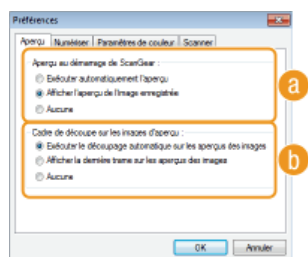 Préférences
Aperçu Numériser Paramètres de couleur Scanner
Aperçu au démarrage de ScanGear :
Exécuter automatiquement l'aperçu
Afficher l'aperçu de l'image enregistrée
Aucune
a
Cadre de découpe sur les images d'aperçu :
Exécuter le découpage automatique sur les aperçus des images
Afficher la dernière trame sur les aperçus des images
Aucune
b
OK Annuler